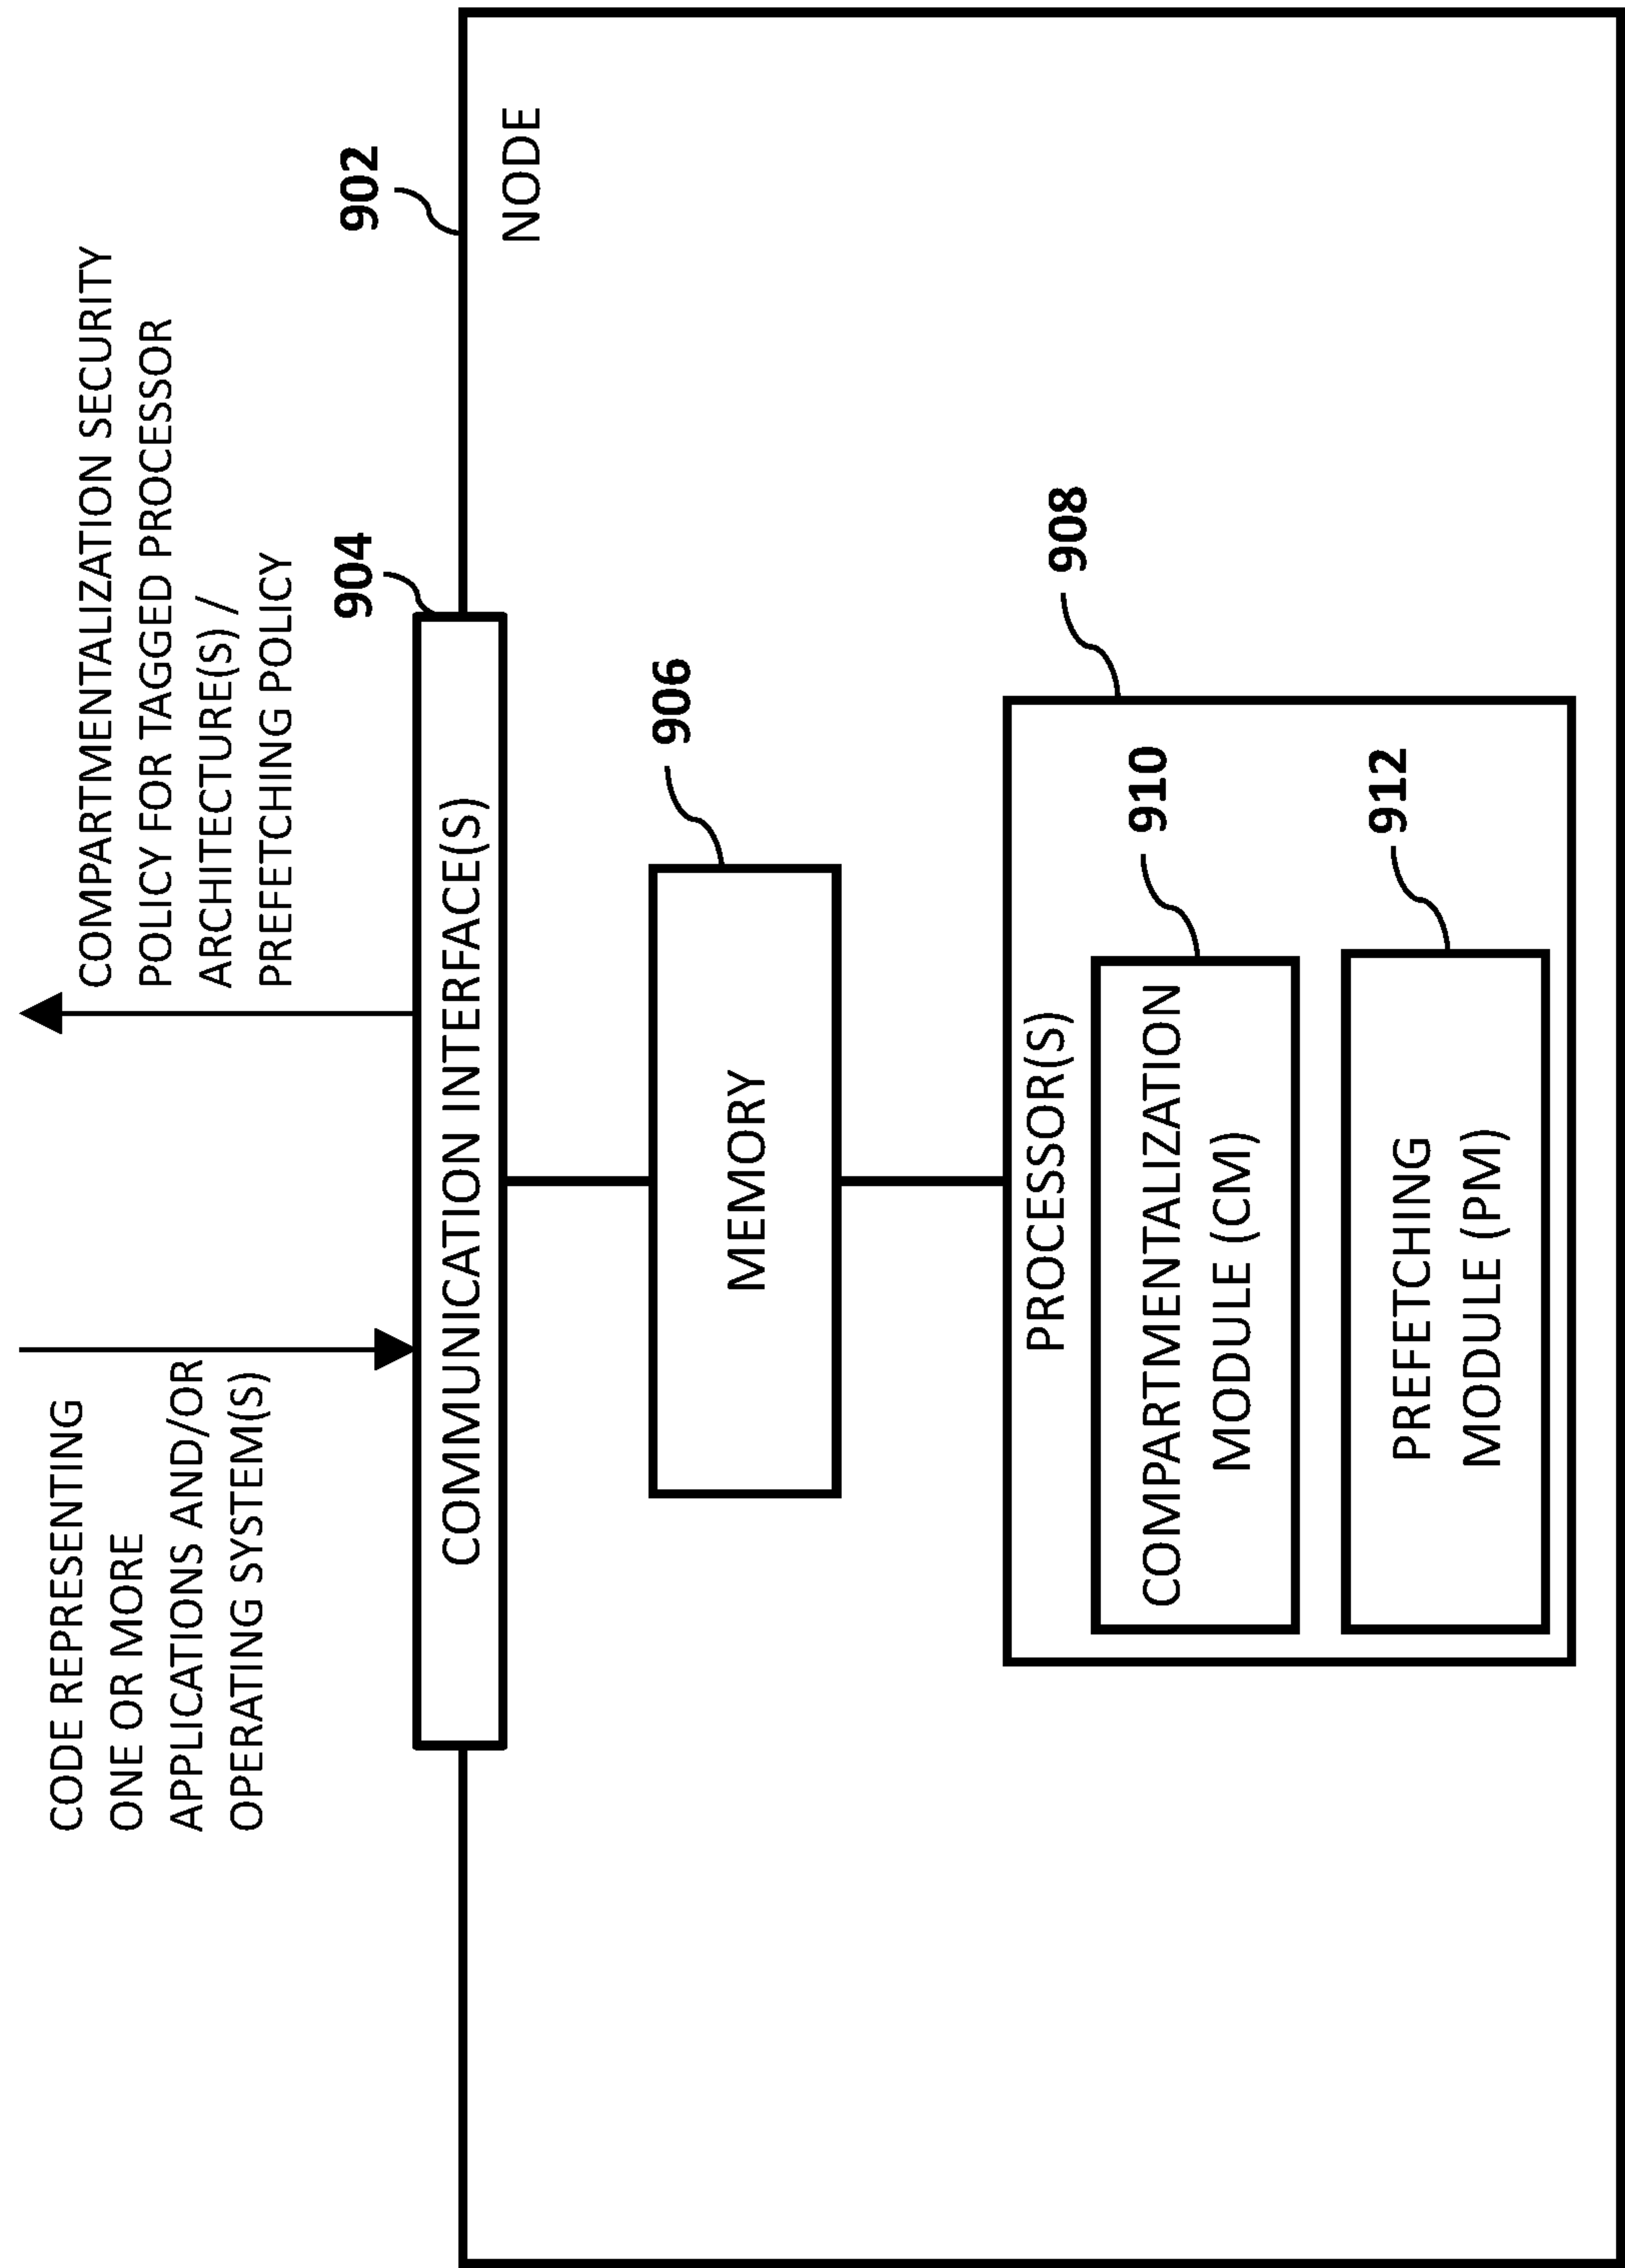 CODE REPRESENTING
ONE OR MORE
APPLICATIONS AND/OR
OPERATING SYSTEM(S)
COMPARTMENTALIZATION SECURITY
POLICY FOR TAGGED PROCESSOR
ARCHITECTURE(S) /
PREFETCHING POLICY
902
904
COMMUNICATION INTERFACE(S)
NODE
906
MEMORY
908
PROCESSOR(S)
910
COMPARTMENTALIZATION
MODULE (CM)
912
PREFETCHING
MODULE (PM)